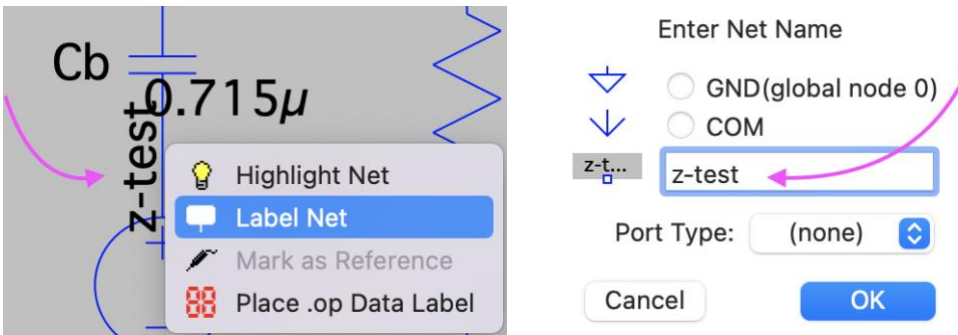 Cb
0.715µ
z-test
Highlight Net
Label Net
Mark as Reference
Place .op Data Label
Enter Net Name
GND(global node 0)
COM
z-t...
z-test
Port Type:
(none)
Cancel
OK